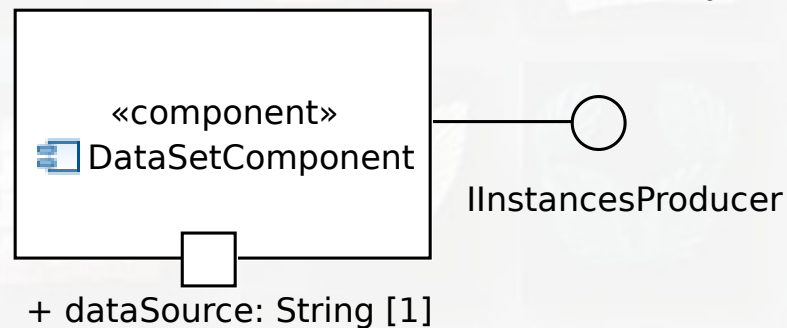 «component»
DataSetComponent
IInstancesProducer
+ dataSource: String [1]